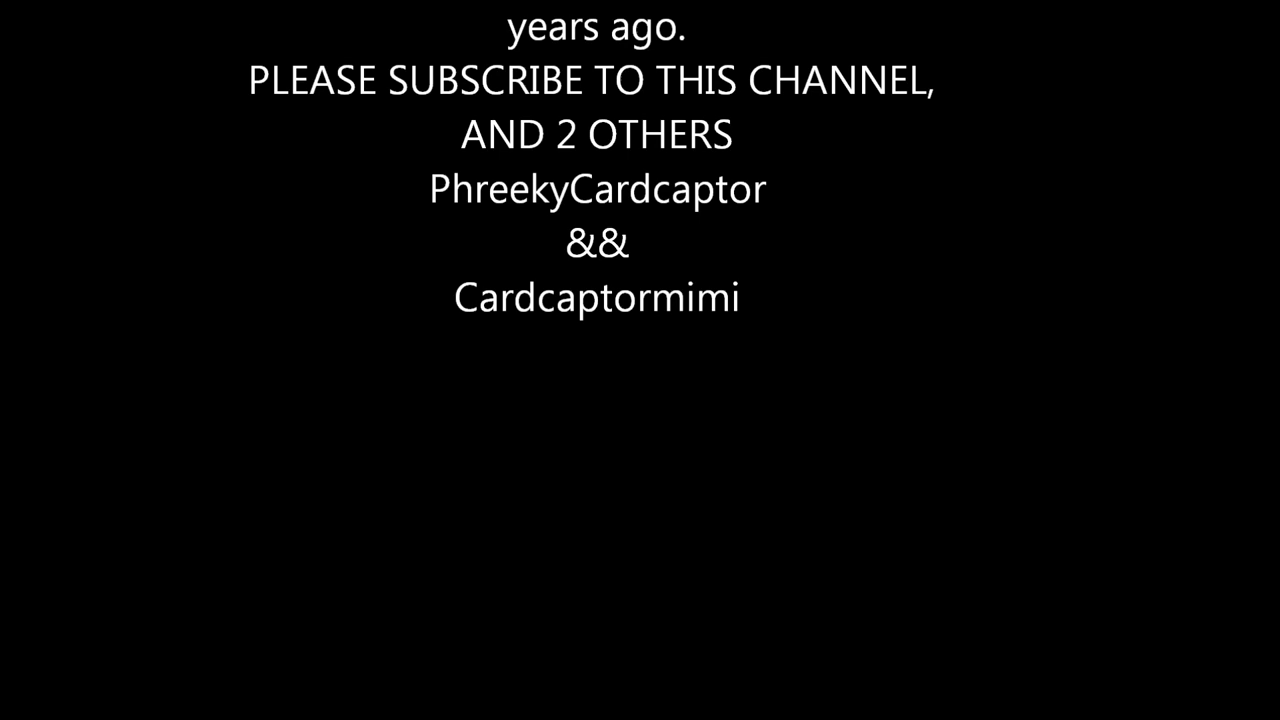 years ago.
PLEASE SUBSCRIBE TO THIS CHANNEL,
AND 2 OTHERS
PhreekyCardcaptor
&&
Cardcaptormimi